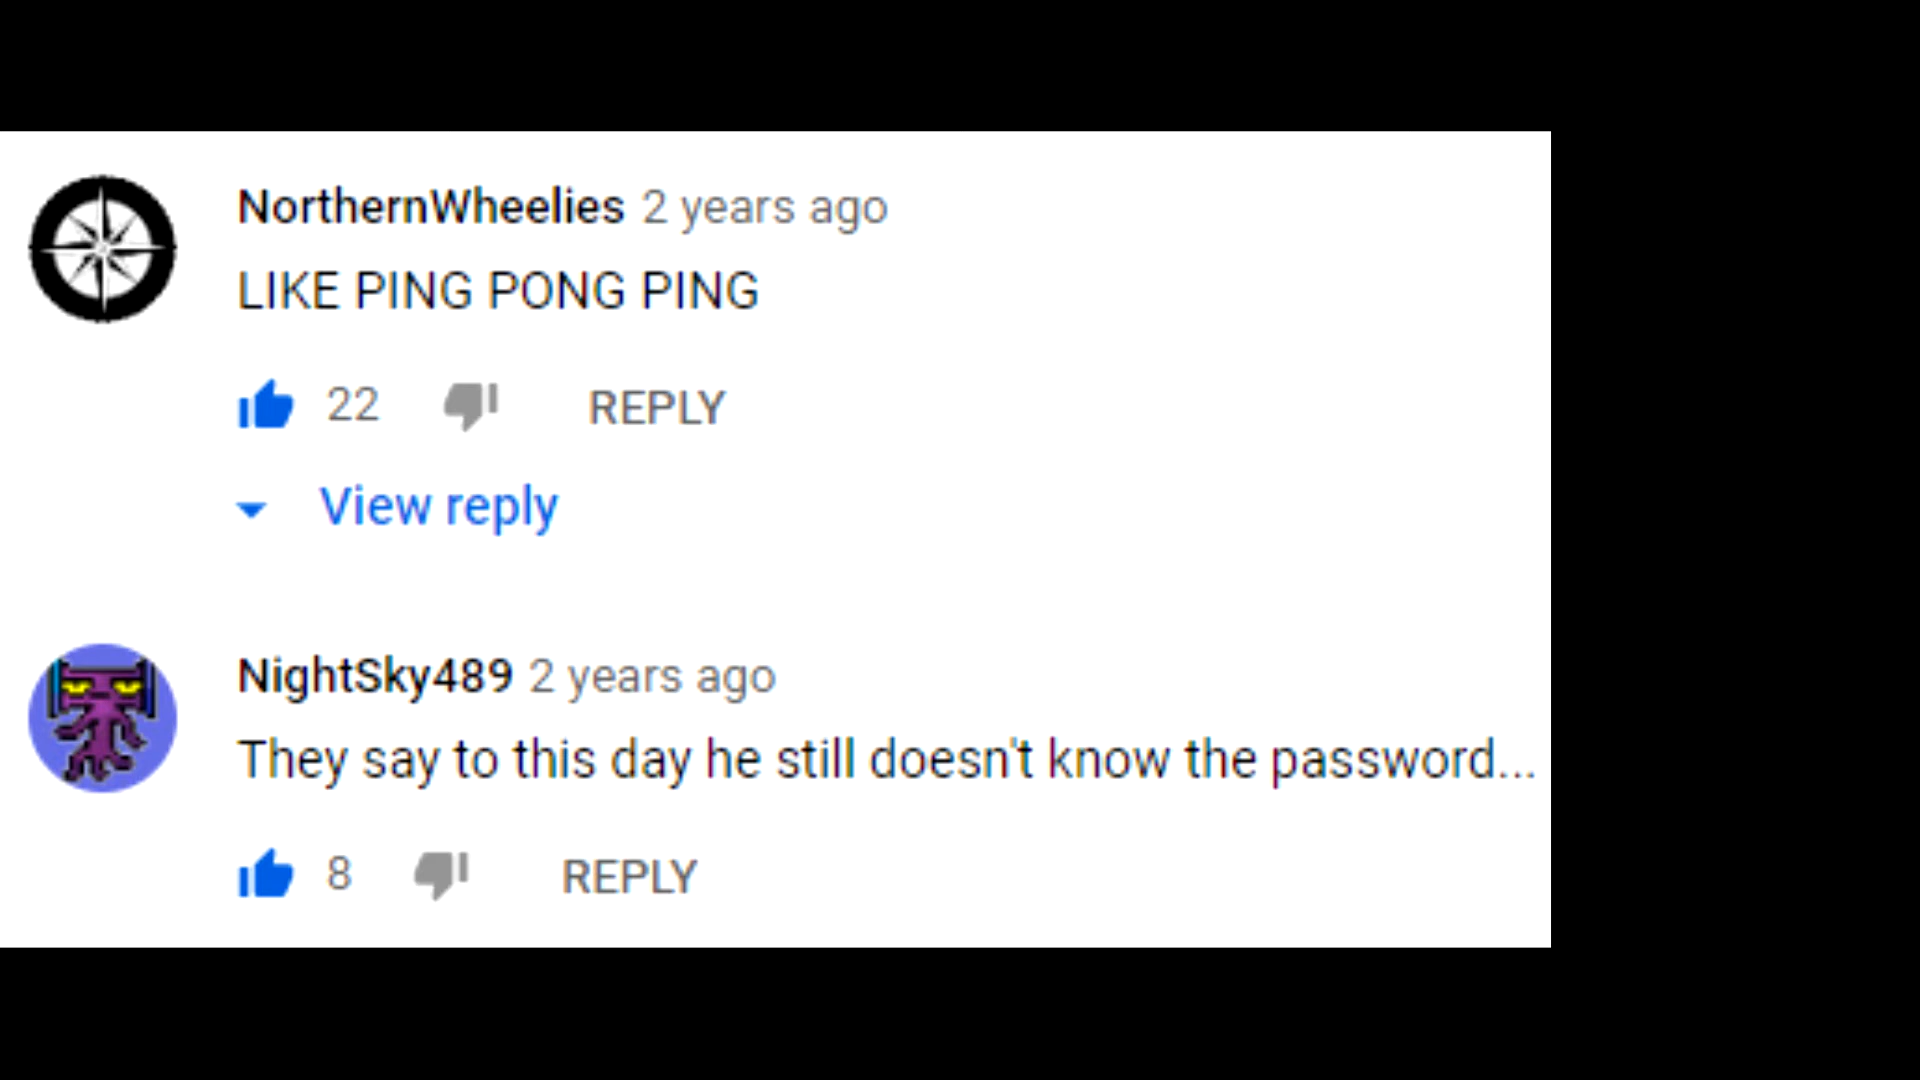 NorthernWheelies 2 years ago
LIKE PING PONG PING
22 REPLY
View reply
NightSky489 2 years ago
They say to this day he still doesn't know the password...
8 REPLY